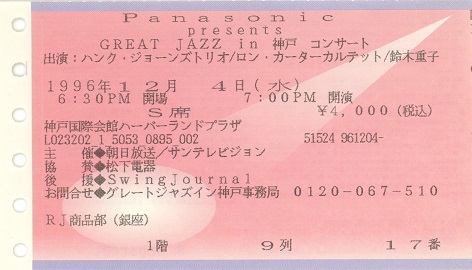 Panasonic
presents
GREAT JAZZ in 神戸 コンサート
出演：ハンク・ジョーンズトリオ/ロン・カーターカルテット/鈴木重子
1996年12月 4日(水)
6:30PM 開場 7:00PM 開演
S席 ¥4,000(税込)
神戸国際会館ハーバーランドプラザ
L023202 1 5053 0895 002 51524 961204-
主 催◆朝日放送/サンテレビジョン
協 賛◆松下電器
後 援◆SwingJournal
お問合せ◆グレートジャズイン神戸事務局 0120-067-510
RJ商品部 (銀座)
1階 9列 17番